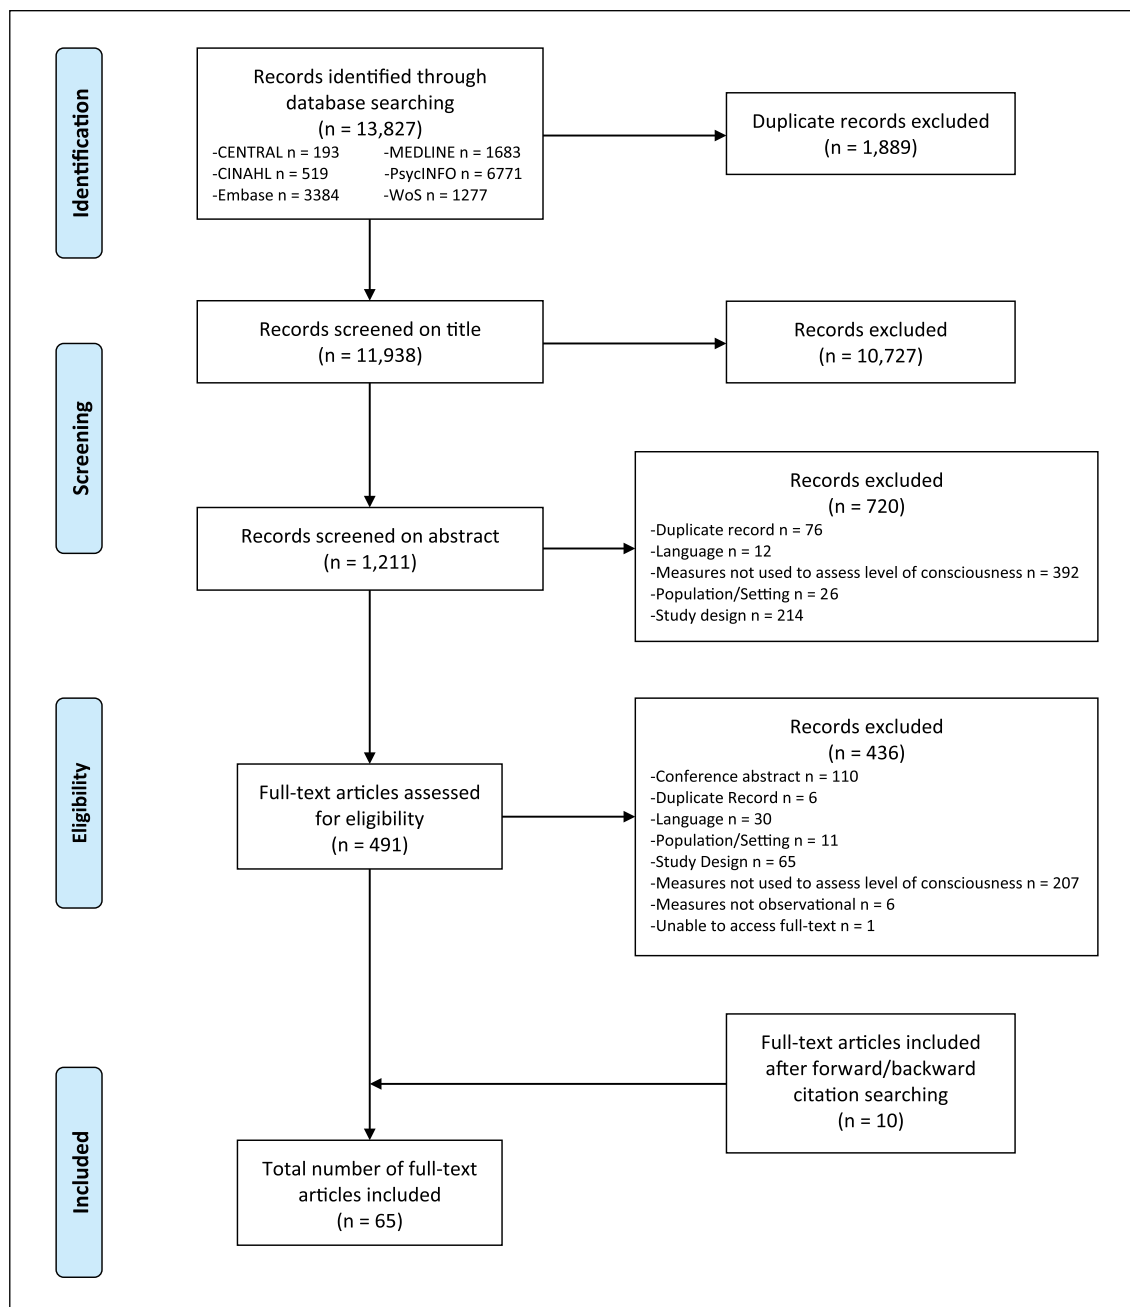 Identification
Records identified through
database searching
(n = 13,827)
-CENTRAL n = 193
-MEDLINE n = 1683
-CINAHL n = 519
-PsycINFO n = 6771
-Embase n = 3384
-WoS n = 1277
Duplicate records excluded
(n = 1,889)
Screening
Records screened on title
(n = 11,938)
Records excluded
(n = 10,727)
Records screened on abstract
(n = 1,211)
Records excluded
(n = 720)
-Duplicate record n = 76
-Language n = 12
-Measures not used to assess level of consciousness n = 392
-Population/Setting n = 26
-Study design n = 214
Eligibility
Full-text articles assessed
for eligibility
(n = 491)
Records excluded
(n = 436)
-Conference abstract n = 110
-Duplicate Record n = 6
-Language n = 30
-Population/Setting n = 11
-Study Design n = 65
-Measures not used to assess level of consciousness n = 207
-Measures not observational n = 6
-Unable to access full-text n = 1
Full-text articles included
after forward/backward
citation searching
(n = 10)
Included
Total number of full-text
articles included
(n = 65)